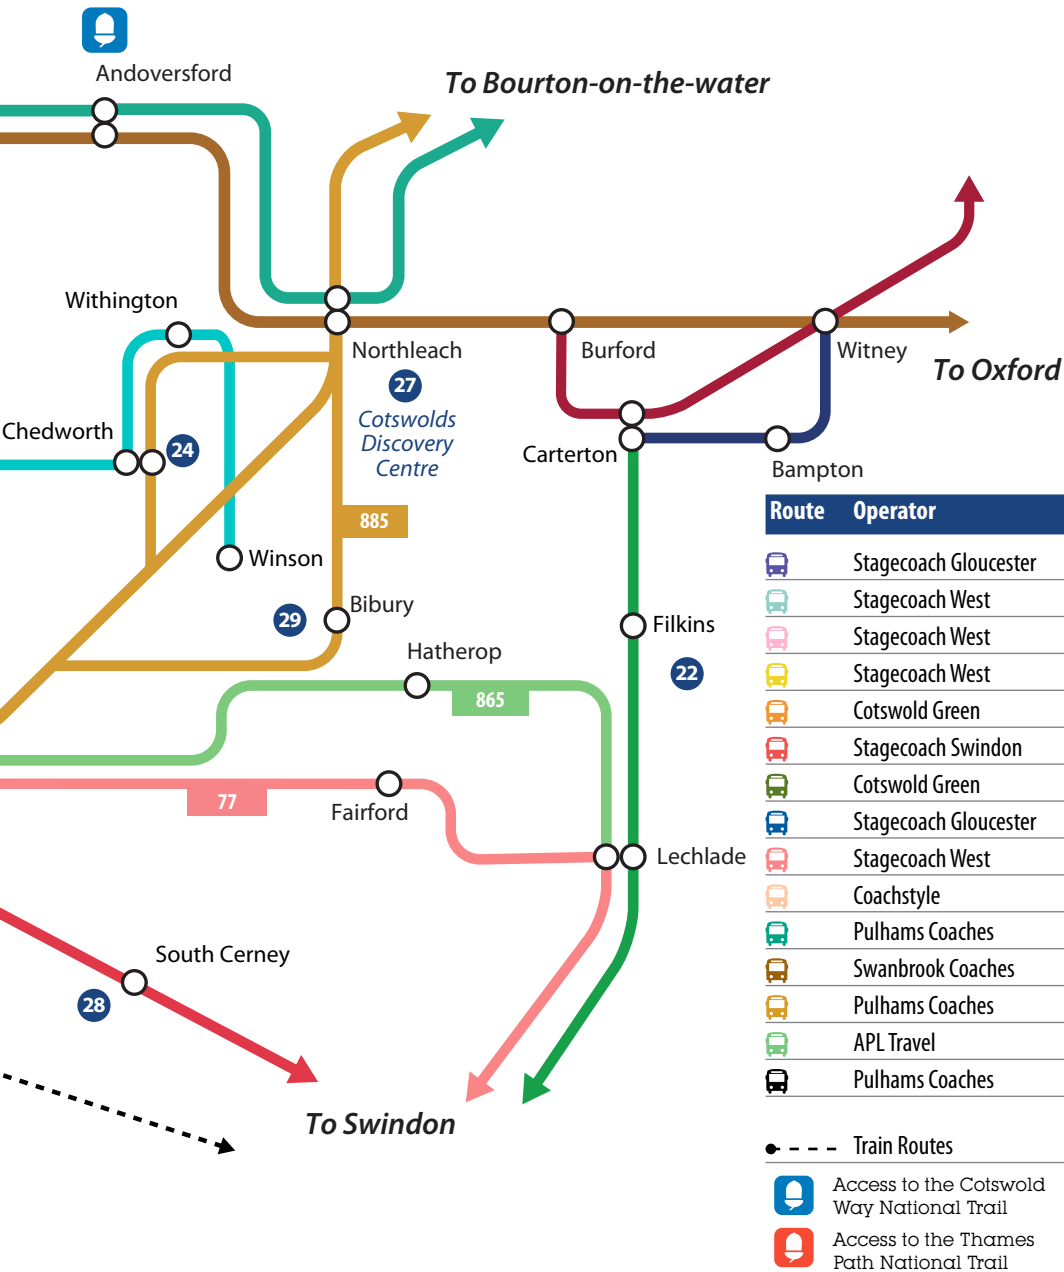 Andoversford
To Bourton-on-the-water
Withington
Northleach
27
Cotswolds
Discovery
Centre
Burford
Witney
To Oxford
Chedworth
24
Carterton
Bampton
885
Winson
Bibury
29
Hatherop
865
Filkins
22
77
Fairford
Lechlade
South Cerney
28
To Swindon
Route Operator
Stagecoach Gloucester
Stagecoach West
Stagecoach West
Stagecoach West
Cotswold Green
Stagecoach Swindon
Cotswold Green
Stagecoach Gloucester
Stagecoach West
Coachstyle
Pulhams Coaches
Swanbrook Coaches
Pulhams Coaches
APL Travel
Pulhams Coaches
Train Routes
Access to the Cotswold
Way National Trail
Access to the Thames
Path National Trail